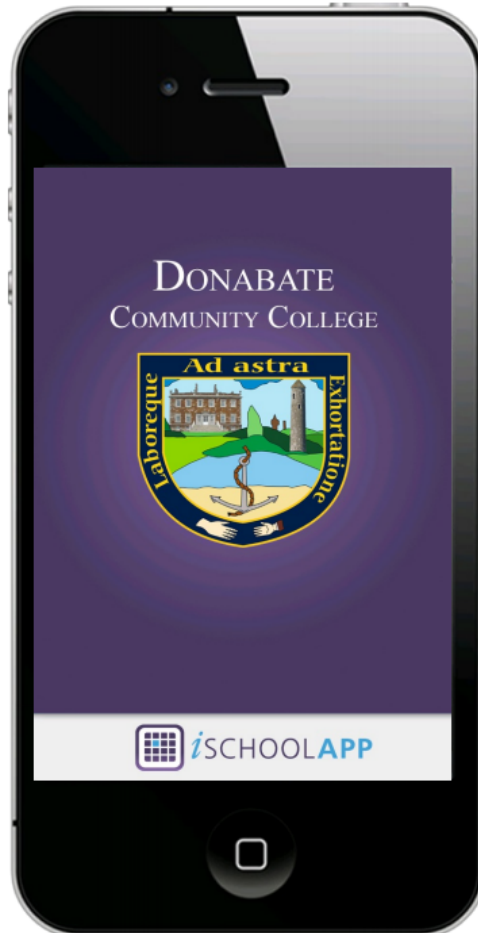 DONABATE
COMMUNITY COLLEGE
Ad astra
Laboreque
Exhortatione
iSCHOOLAPP